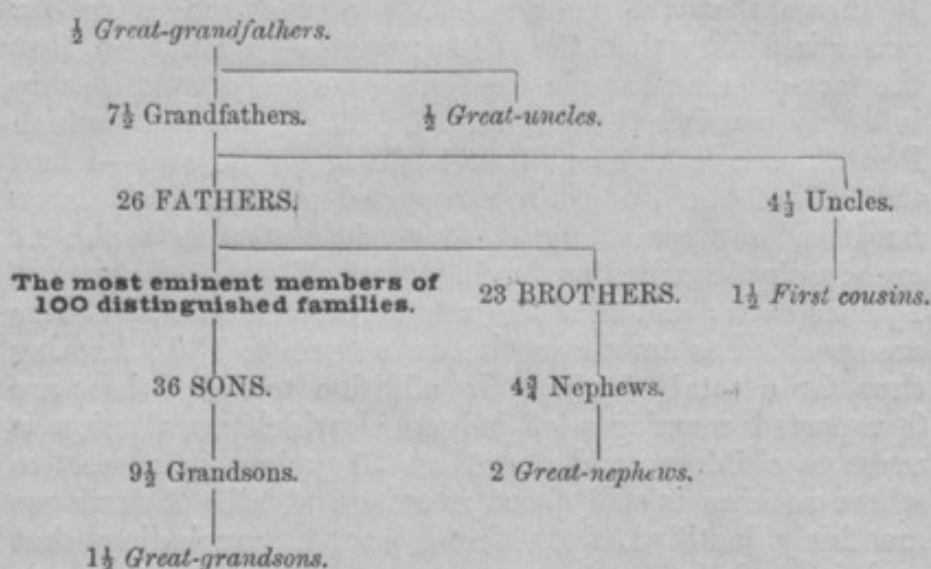 ½ Great-grandfathers.
7½ Grandfathers. ½ Great-uncles.
26 FATHERS. 4½ Uncles.
The most eminent members of
100 distinguished families. 23 BROTHERS. 1½ First cousins.
36 SONS. 4¾ Nephews.
9½ Grandsons. 2 Great-nephews.
1½ Great-grandsons.